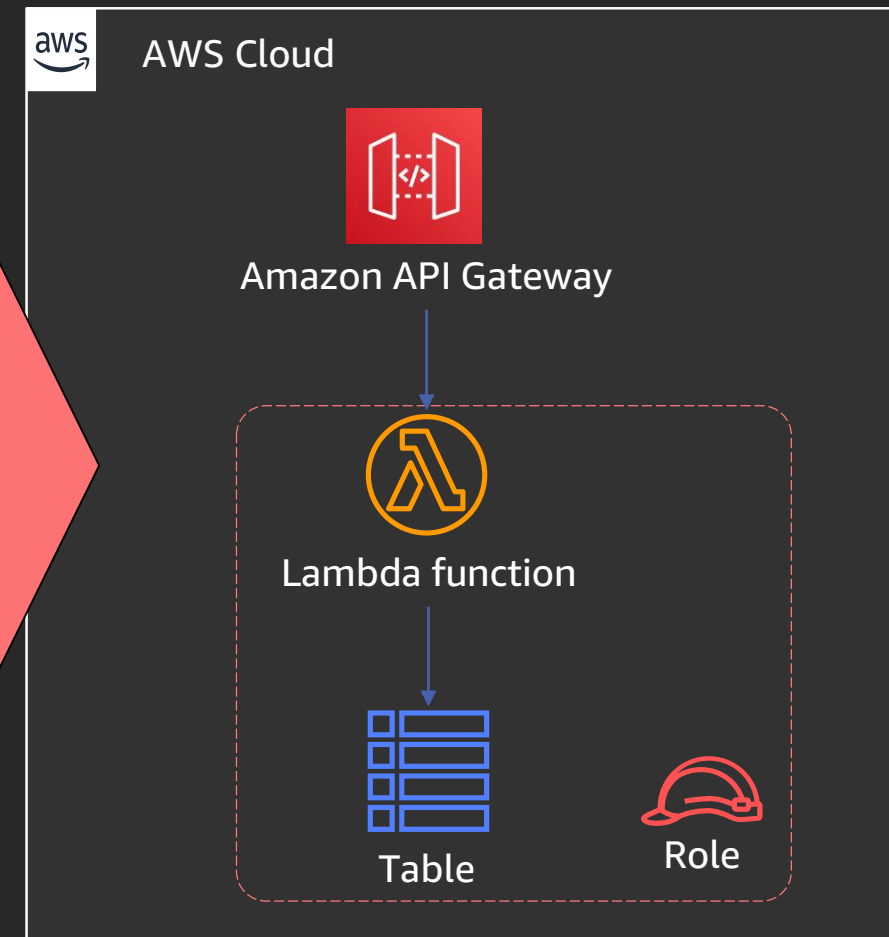 aws
AWS Cloud
</>
Amazon API Gateway
Lambda function
Table
Role